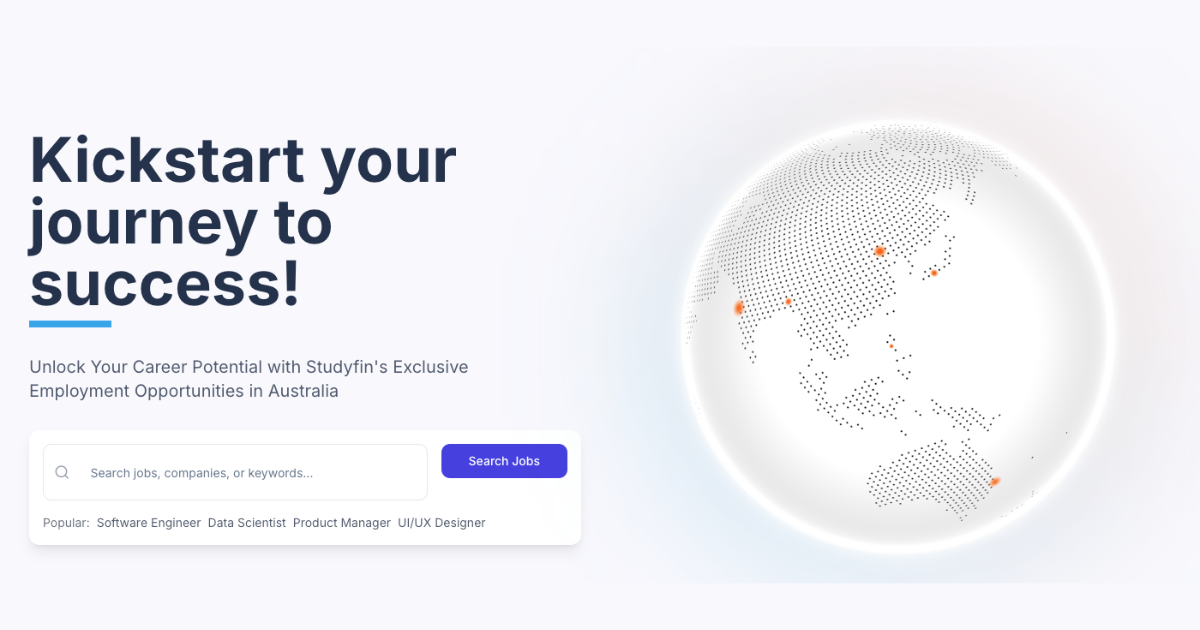 Kickstart your
journey to
success!
Unlock Your Career Potential with Studyfin's Exclusive
Employment Opportunities in Australia
Search jobs, companies, or keywords...
Search Jobs
Popular: Software Engineer Data Scientist Product Manager UI/UX Designer